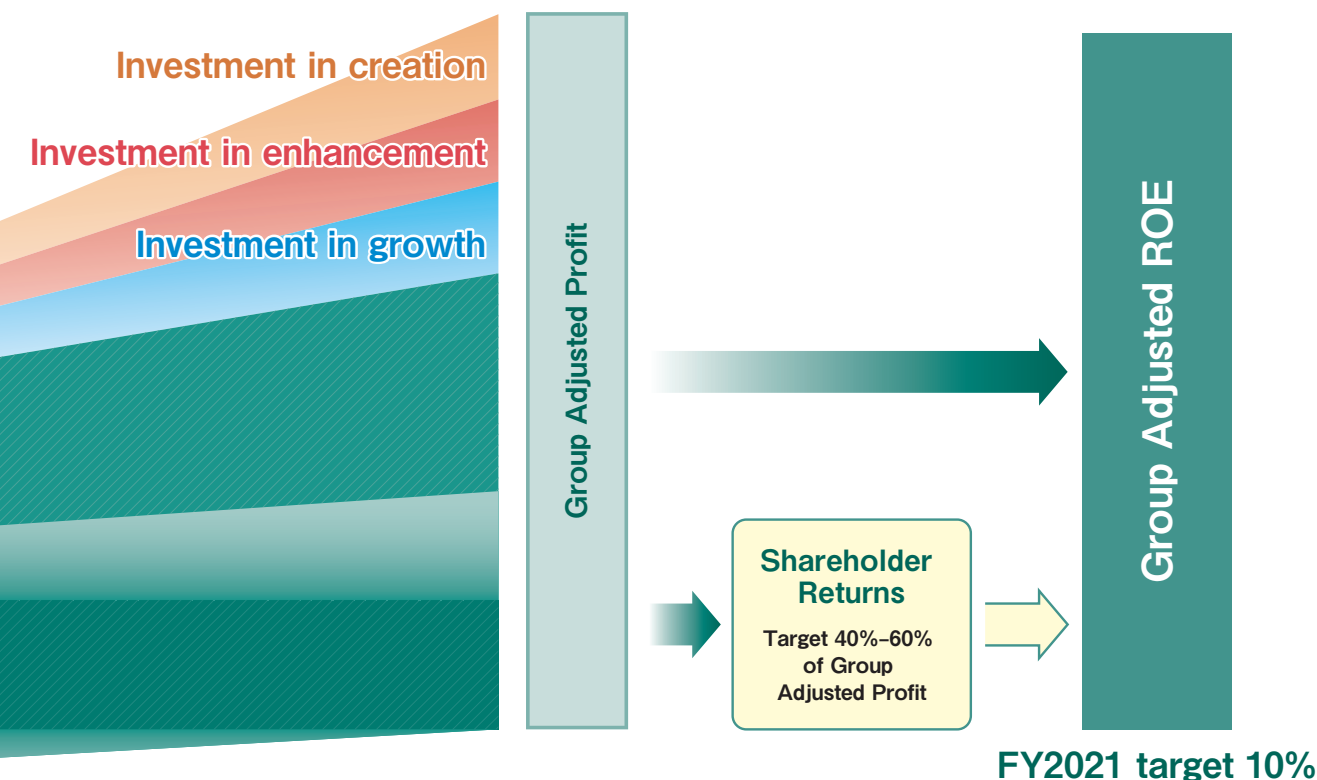 Investment in creation
Investment in enhancement
Investment in growth
Group Adjusted Profit
Shareholder
Returns
Target 40%–60%
of Group
Adjusted Profit
Group Adjusted ROE
FY2021 target 10%